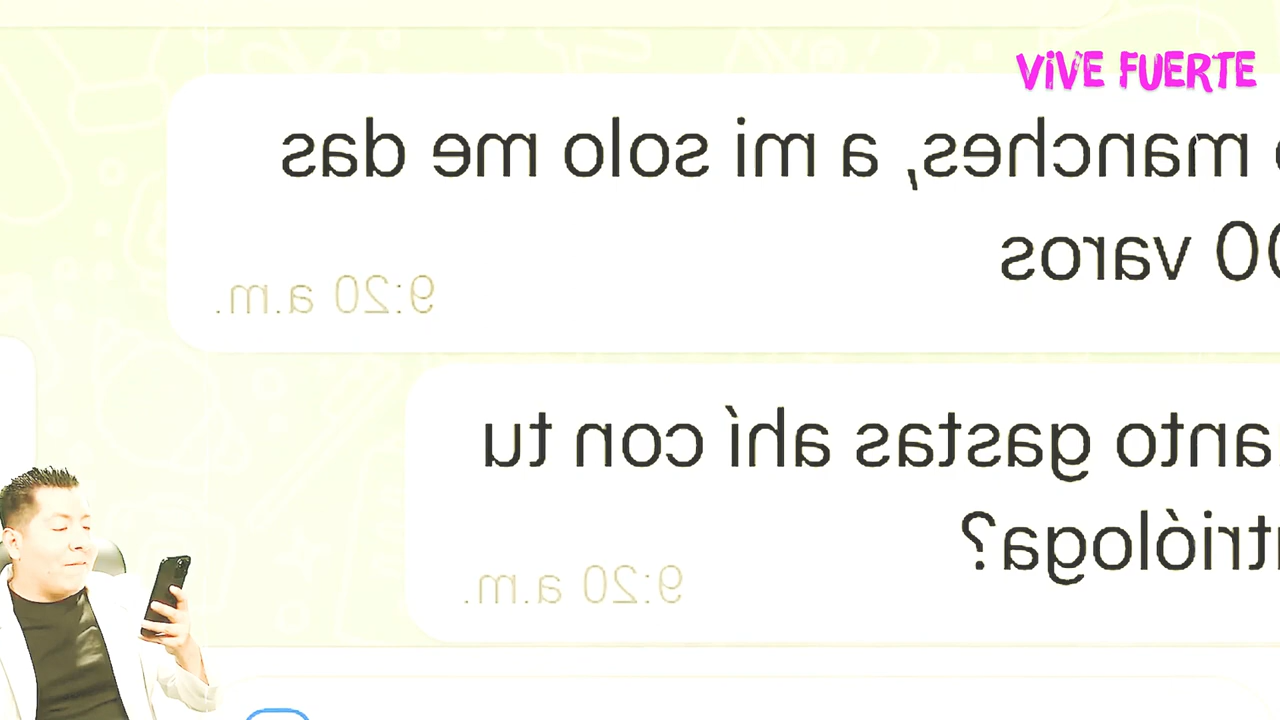 VIVE FUERTE
manches, a mi solo me das
varos
9:20 a.m.
gastas ahí con tu
9:20 a.m.